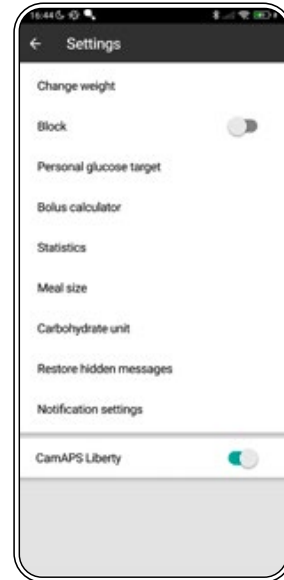 16:44
Settings
Change weight
Block
Personal glucose target
Bolus calculator
Statistics
Meal size
Carbohydrate unit
Restore hidden messages
Notification settings
CamAPS Liberty